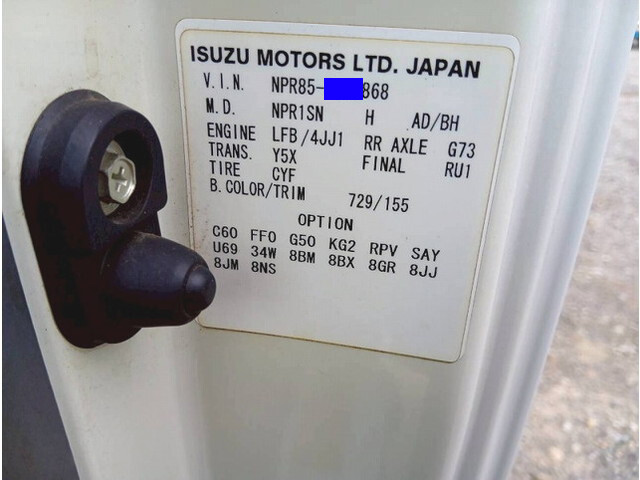 ISUZU MOTORS LTD. JAPAN
V.I.N. NPR85- 868
M.D. NPR1SN H AD/BH
ENGINE LFB/4JJ1 RR AXLE G73
TRANS. Y5X FINAL RU1
TIRE CYF
B.COLOR/TRIM 729/155
OPTION
C60 FF0 G50 KG2 RPV SAY
U69 34W 8BM 8BX 8GR 8JJ
8JM 8NS